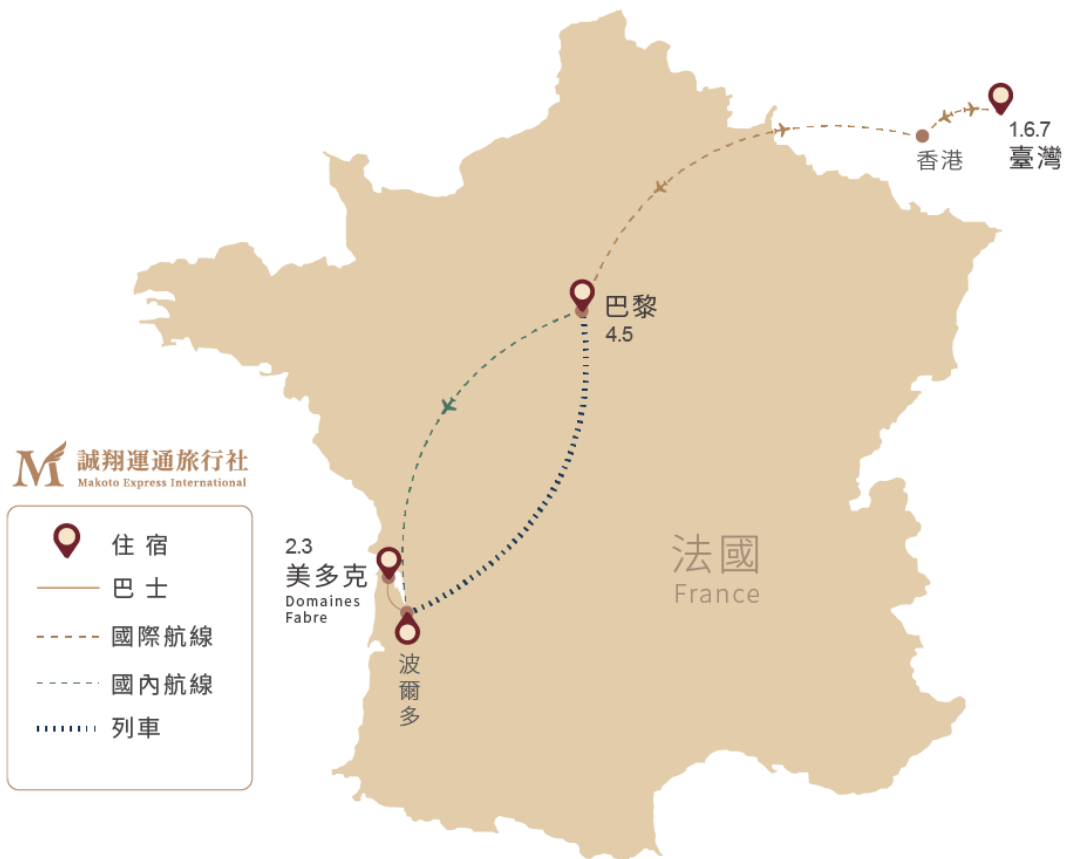 1.6.7
臺灣
香港
巴黎
4.5
誠翔運通旅行社
Makoto Express International
住宿
巴士
國際航線
國內航線
列車
2.3
美多克
Domaines
Fabre
波爾多
法國
France